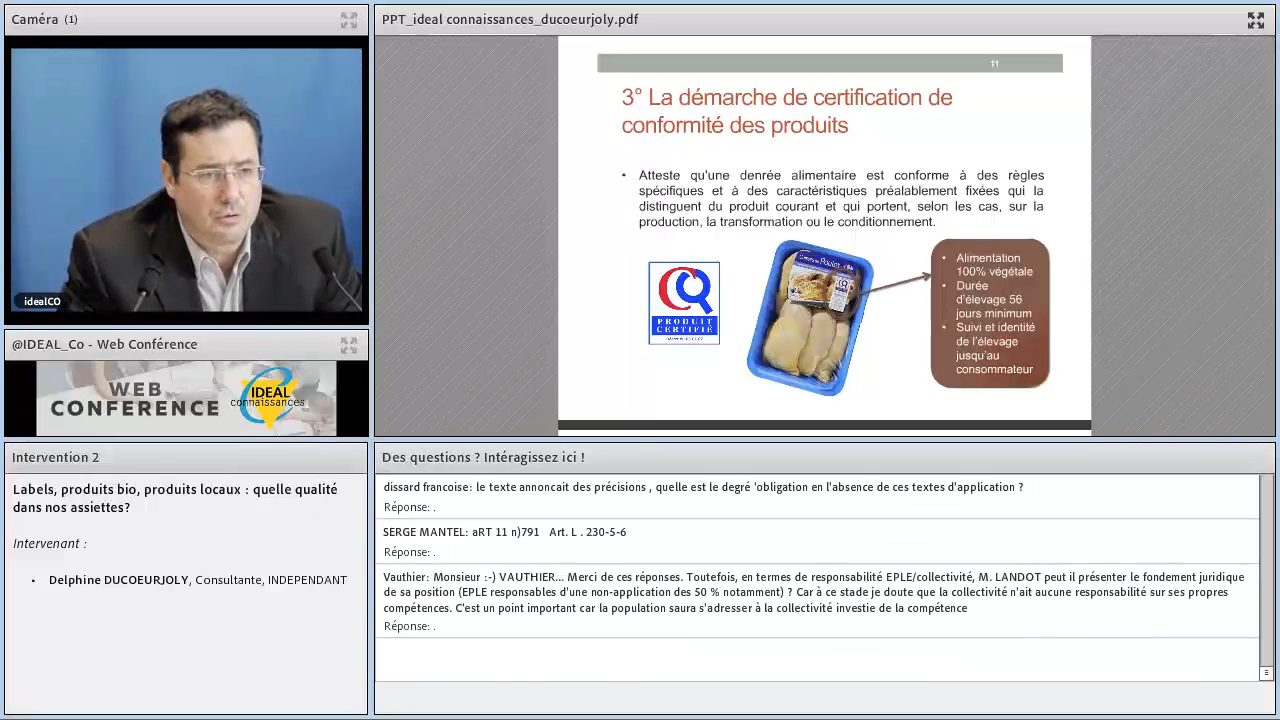 Caméra (1)
idealCO
@IDEAL_Co - Web Conférence
WEB
CONFERENCE
IDEAL
connaissances
Intervention 2
Labels, produits bio, produits locaux : quelle qualité
dans nos assiettes?
Intervenant :
• Delphine DUCOEURJOLY, Consultante, INDEPENDANT
PPT_ideal connaissances_ducoeurjoly.pdf
11
3° La démarche de certification de
conformité des produits
• Atteste qu'une denrée alimentaire est conforme à des règles
spécifiques et à des caractéristiques préalablement fixées qui la
distinguent du produit courant et qui portent, selon les cas, sur la
production, la transformation ou le conditionnement.
PRODUIT
CERTIFIÉ
Poulet
• Alimentation
100% végétale
• Durée
d'élevage 56
jours minimum
• Suivi et identité
de l'élevage
jusqu'au
consommateur
Des questions ? Intéragissez ici !
dissard francoise: le texte annoncait des précisions , quelle est le degré 'obligation en l'absence de ces textes d'application ?
Réponse: .
SERGE MANTEL: aRT 11 n)791 Art. L . 230-5-6
Réponse: .
Vauthier: Monsieur :-) VAUTHIER... Merci de ces réponses. Toutefois, en termes de responsabilité EPLE/collectivité, M. LANDOT peut il présenter le fondement juridique
de sa position (EPLE responsables d'une non-application des 50 % notamment) ? Car à ce stade je doute que la collectivité n'ait aucune responsabilité sur ses propres
compétences. C'est un point important car la population saura s'adresser à la collectivité investie de la compétence
Réponse: .